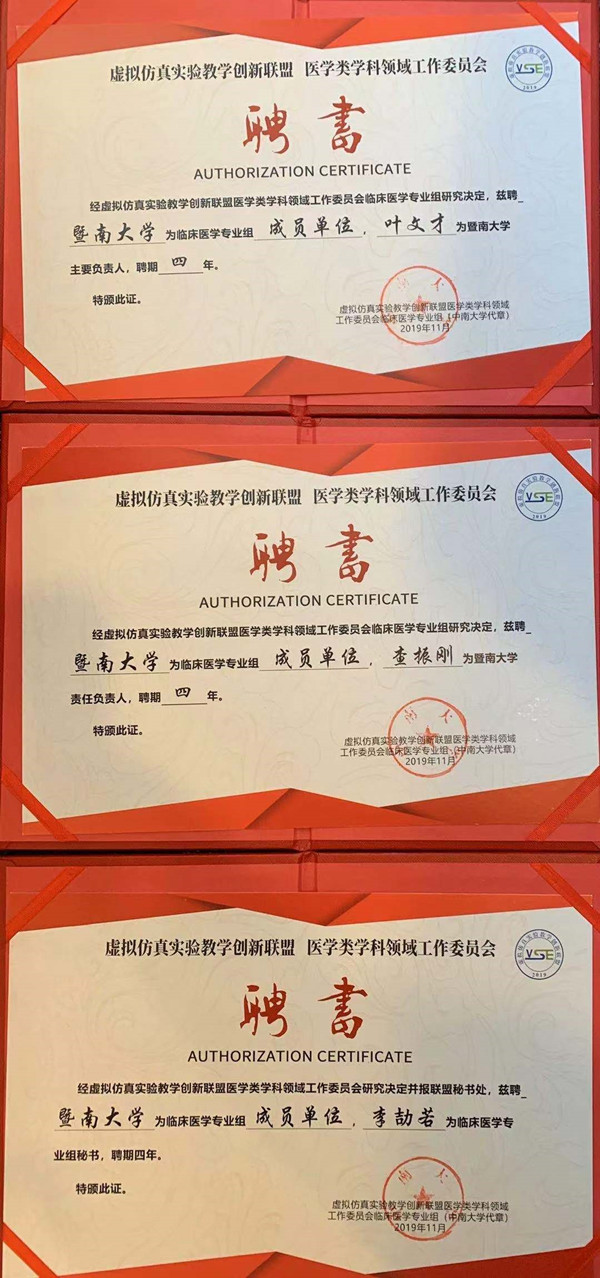 虚拟仿真实验教学创新联盟 医学类学科领域工作委员会
VSE
2019
聘书
AUTHORIZATION CERTIFICATE
经虚拟仿真实验教学创新联盟医学类学科领域工作委员会临床医学专业组研究决定，兹聘
暨南大学为临床医学专业组 成员单位，叶文才为暨南大学
主要负责人，聘期 四 年。
特颁此证。
虚拟仿真实验教学创新联盟医学类学科领域
工作委员会临床医学专业组（中南大学代章）
2019年11月
虚拟仿真实验教学创新联盟 医学类学科领域工作委员会
VSE
2019
聘书
AUTHORIZATION CERTIFICATE
经虚拟仿真实验教学创新联盟医学类学科领域工作委员会临床医学专业组研究决定，兹聘
暨南大学为临床医学专业组 成员单位，查振刚为暨南大学
责任负责人，聘期 四 年。
特颁此证。
虚拟仿真实验教学创新联盟医学类学科领域
工作委员会临床医学专业组（中南大学代章）
2019年11月
虚拟仿真实验教学创新联盟 医学类学科领域工作委员会
VSE
2019
聘书
AUTHORIZATION CERTIFICATE
经虚拟仿真实验教学创新联盟医学类学科领域工作委员会研究决定并报联盟秘书处，兹聘
暨南大学为临床医学专业组 成员单位，李劼若为临床医学专
业组秘书，聘期四年。
特颁此证。
虚拟仿真实验教学创新联盟医学类学科领域
工作委员会临床医学专业组（中南大学代章）
2019年11月